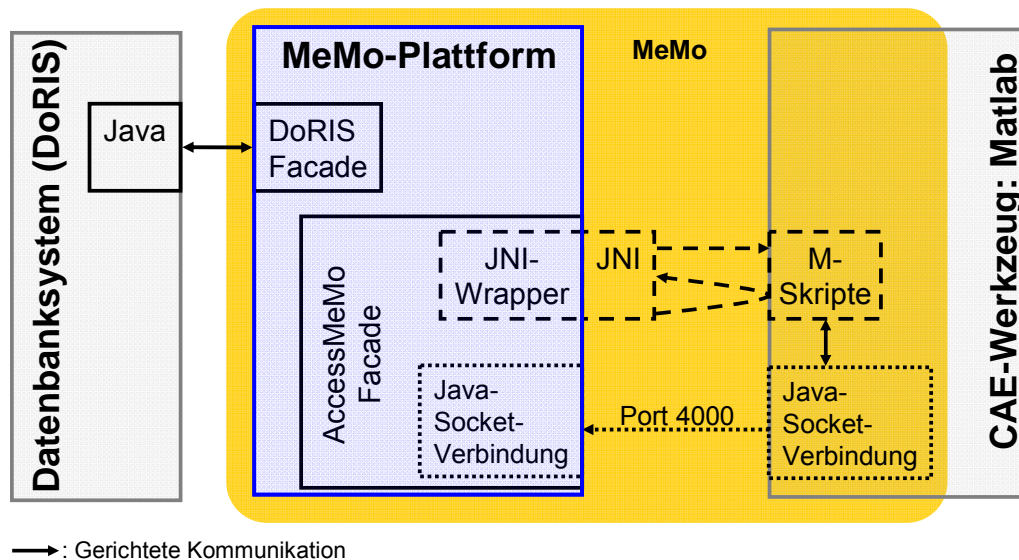 Datenbanksystem (DoRIS)
Java
MeMo-Plattform
DoRIS
Facade
AccessMeMo
Facade
JNI-
Wrapper
JNI
Java-
Socket-
Verbindung
MeMo
Port 4000
M-
Skripte
Java-
Socket-
Verbindung
CAE-Werkzeug: Matlab
: Gerichtete Kommunikation